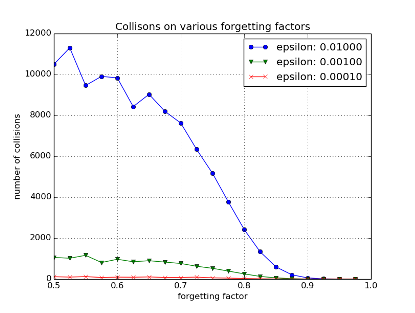 Collisons on various forgetting factors
12000
10000
8000
6000
4000
2000
0
number of collisions
epsilon: 0.01000
epsilon: 0.00100
epsilon: 0.00010
0.5 0.6 0.7 0.8 0.9 1.0
forgetting factor